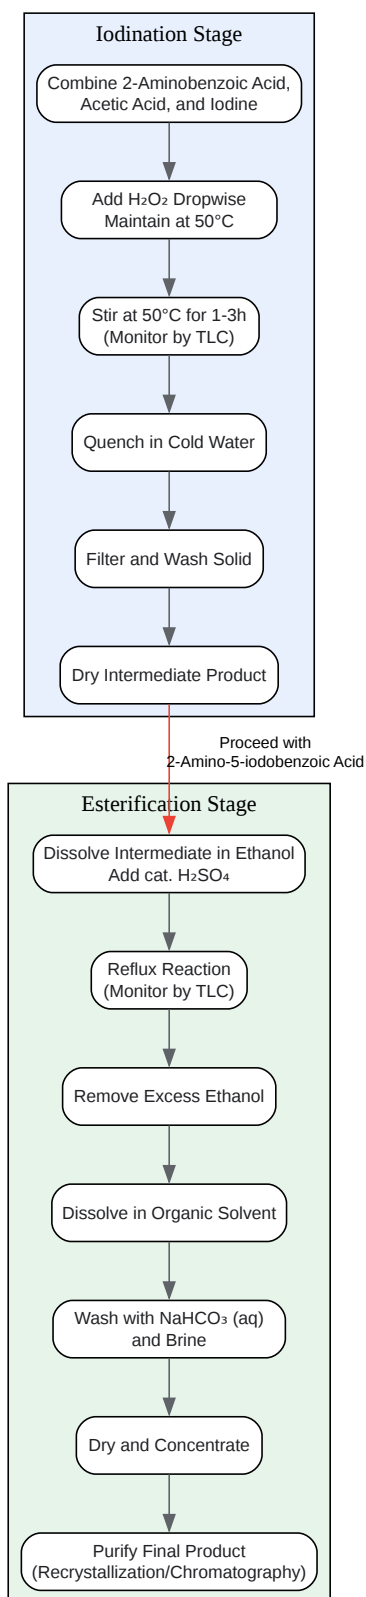 Iodination Stage
Combine 2-Aminobenzoic Acid,
Acetic Acid, and Iodine
Add H₂O₂ Dropwise
Maintain at 50°C
Stir at 50°C for 1-3h
(Monitor by TLC)
Quench in Cold Water
Filter and Wash Solid
Dry Intermediate Product
Proceed with
2-Amino-5-iodobenzoic Acid
Esterification Stage
Dissolve Intermediate in Ethanol
Add cat. H₂SO₄
Reflux Reaction
(Monitor by TLC)
Remove Excess Ethanol
Dissolve in Organic Solvent
Wash with NaHCO₃ (aq)
and Brine
Dry and Concentrate
Purify Final Product
(Recrystallization/Chromatography)